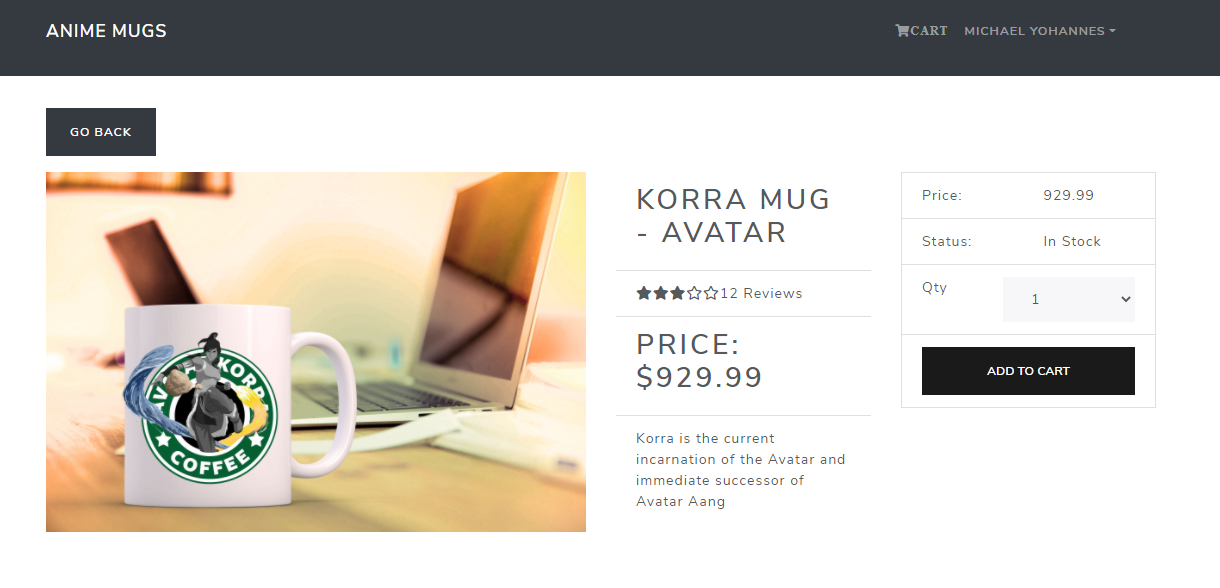 ANIME MUGS
CART
MICHAEL YOHANNES
GO BACK
KORRA MUG
- AVATAR
12 Reviews
PRICE:
$929.99
Korra is the current
incarnation of the Avatar and
immediate successor of
Avatar Aang
Price: 929.99
Status: In Stock
Qty 1
ADD TO CART
KORRA
COFFEE